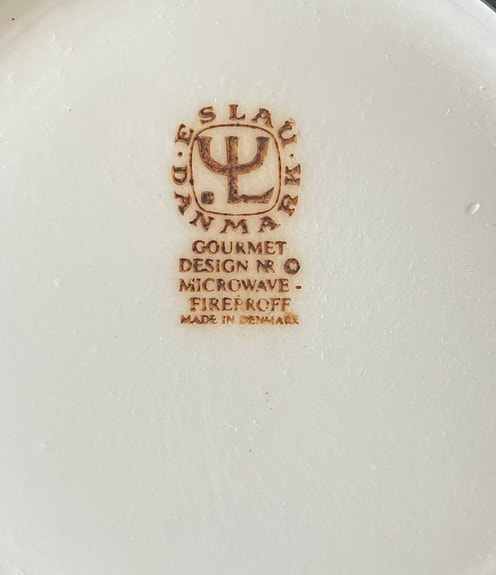 ESLAU · DANMARK ·
GOURMET
DESIGN NR
MICROWAVE -
FIREPROFF
MADE IN DENMARK